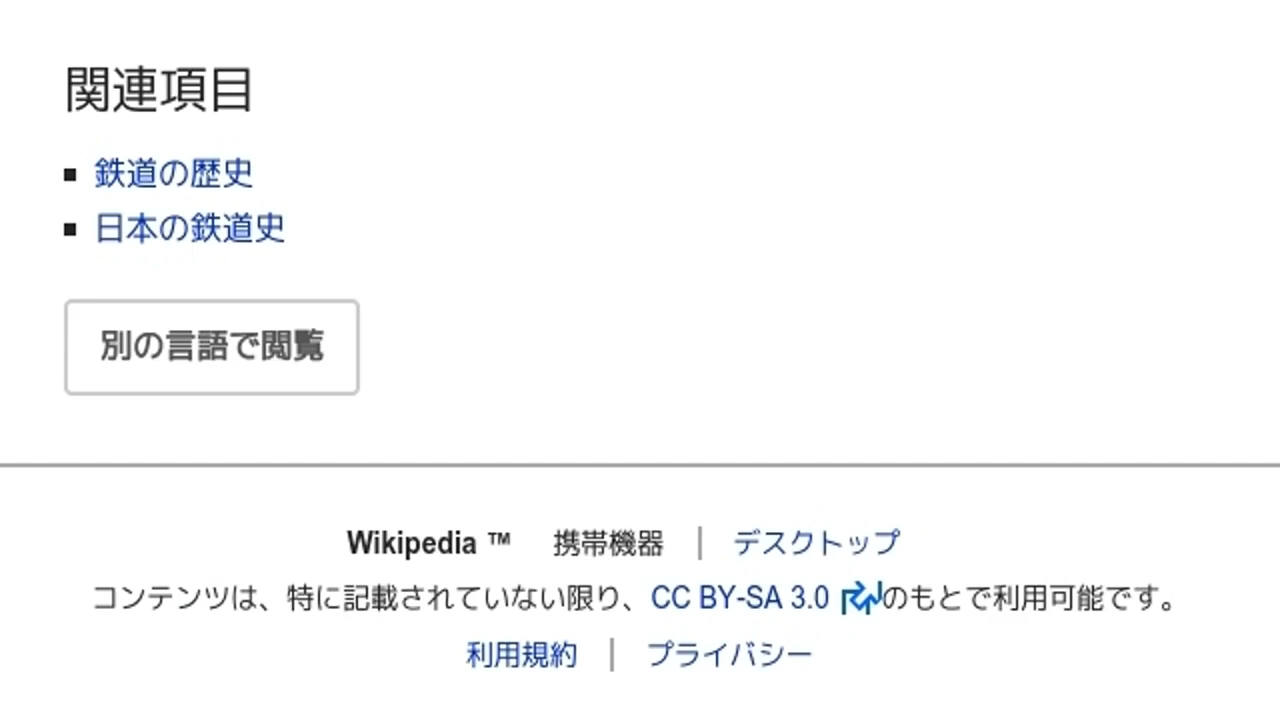 関連項目
鉄道の歴史
日本の鉄道史
別の言語で閲覧
Wikipedia ™ 携帯機器 | デスクトップ
コンテンツは、特に記載されていない限り、CC BY-SA 3.0 のもとで利用可能です。
利用規約 | プライバシー